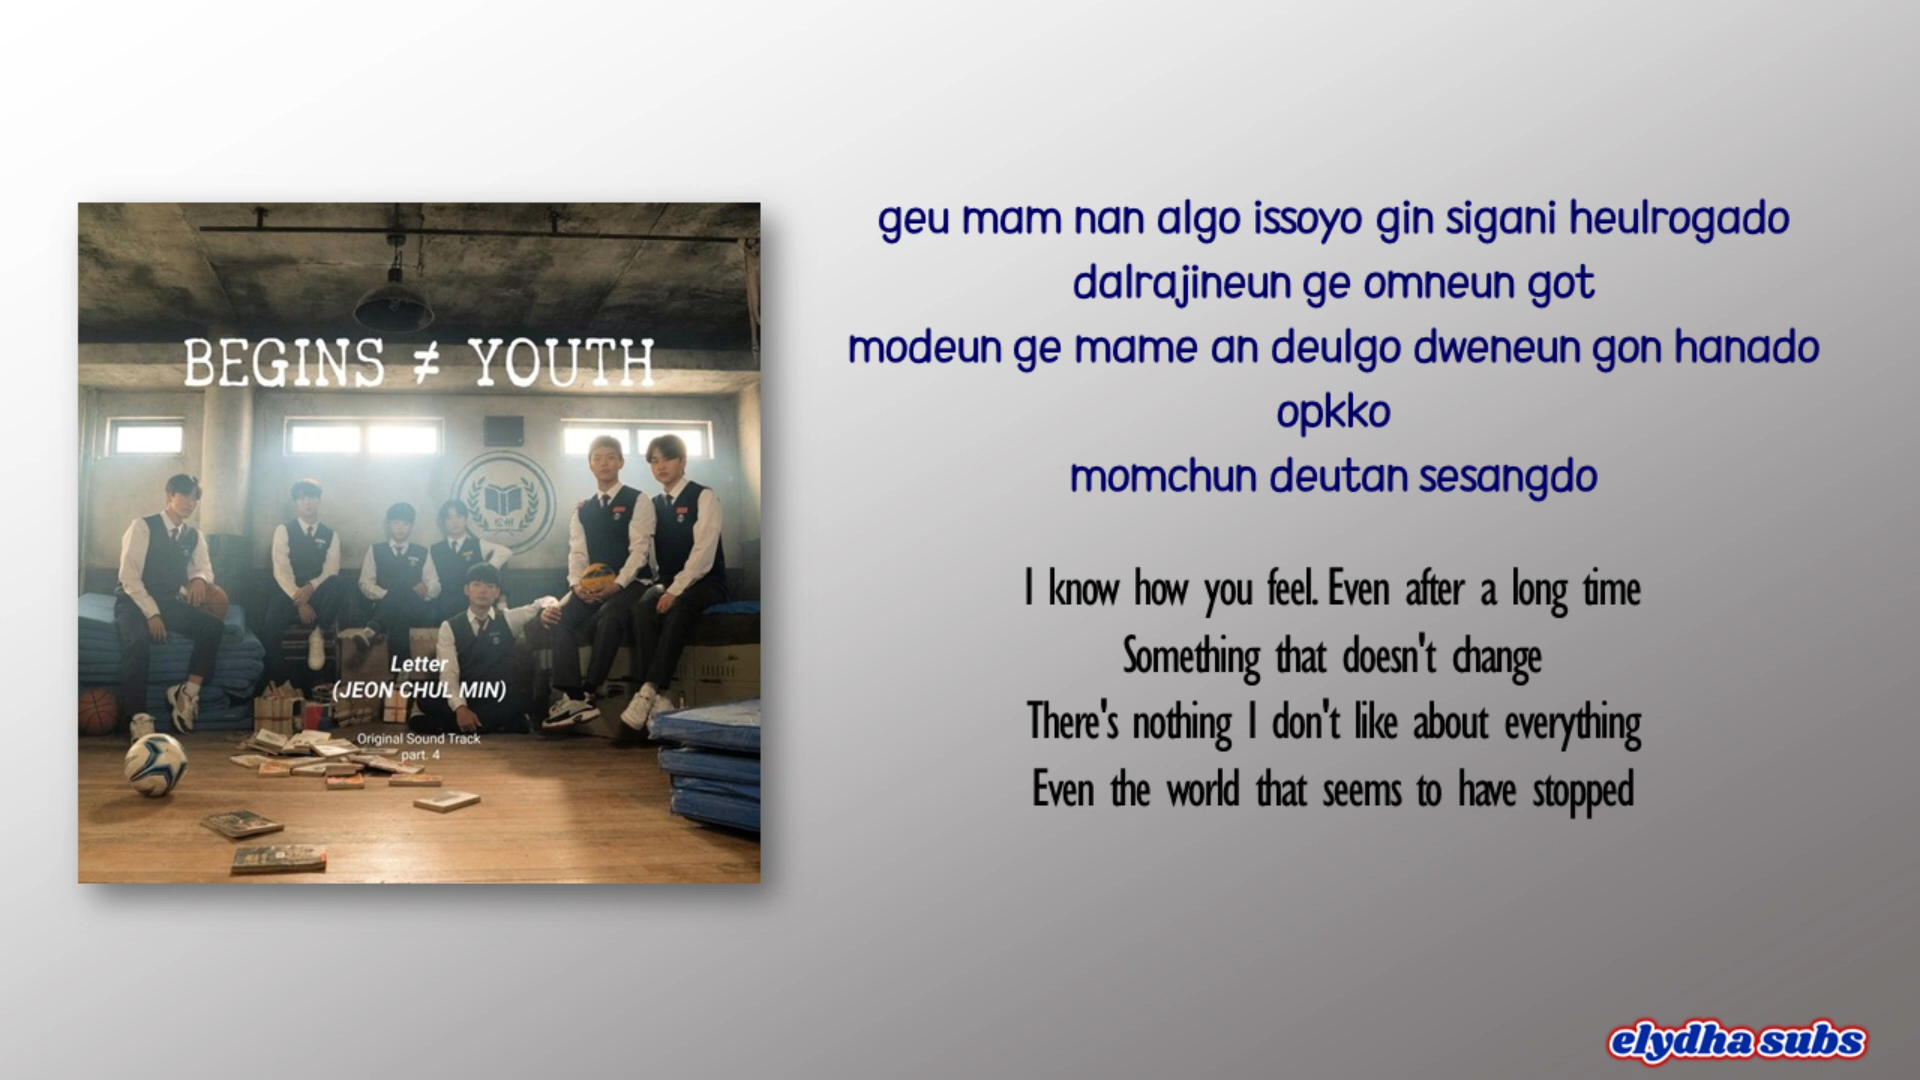 BEGINS ≠ YOUTH
Letter
(JEON CHUL MIN)
Original Sound Track
part. 4
geu mam nan algo issoyo gin sigani heulrogado
dalrajineun ge omneun got
modeun ge mame an deulgo dweneun gon hanado
opkko
momchun deutan sesangdo
I know how you feel. Even after a long time
Something that doesn't change
There's nothing I don't like about everything
Even the world that seems to have stopped
elydha subs